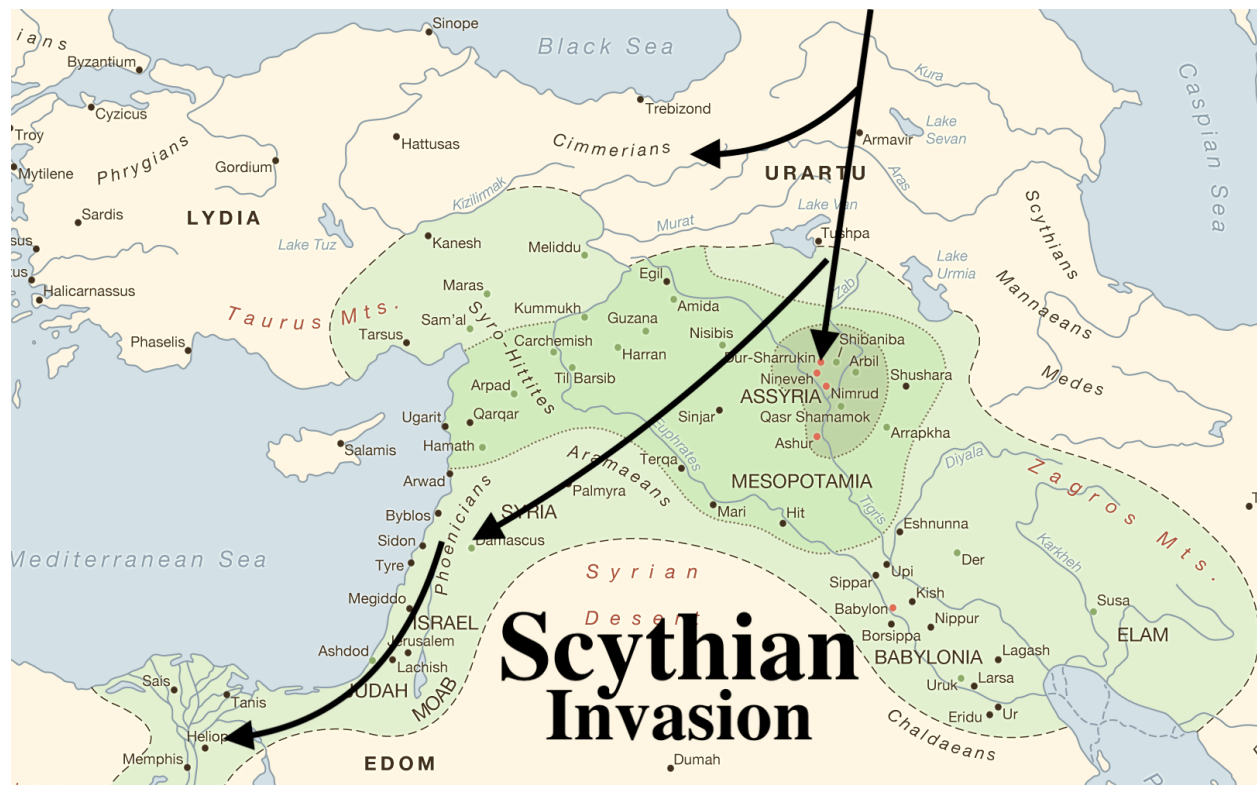 Sinope
Black Sea
ians
Byzantium
Caspian Sea
Kura
Cyzicus
Trebizond
Lake
Sevan
Troy
Hattusas
Cimmerians
Armavir
Phrygians
Gordium
Mytilene
URARTU
Aras
Kizilirmak
Sardis
LYDIA
Lake Van
Scythians
Murat
Tushpa
sus
Lake Tuz
Kanesh
Meliddu
Lake
Urmia
tus
Egil
Zab
Mannaeans
Halicarnassus
Maras
Amida
Taurus Mts.
Kummukh
Guzana
Sam'al
Syro-Hittites
Nisibis
Tarsus
Phaselis
Carchemish
Harran
Dur-Sharrukin
Shibaniba
Arbil
Til Barsib
Nineveh
Shushara
Medes
Arpad
ASSYRIA
Nimrud
Ugarit
Qarqar
Sinjar
Qasr Shamamok
Salamis
Hamath
Euphrates
Ashur
Arrapkha
Aramaeans
Terqa
Diyala
Zagros Mts.
Arwad
MESOPOTAMIA
Palmyra
Phoenicians
Byblos
SYRIA
Mari
Hit
Tigris
Eshnunna
Sidon
Damascus
Karkheh
Mediterranean Sea
Tyre
Der
Syrian
Desert
Upi
Sippar
Megiddo
Kish
Babylon
Susa
ISRAEL
Nippur
Borsippa
ELAM
Jerusalem
Ashdod
Lachish
Scythian
Invasion
BABYLONIA
Lagash
Sais
JUDAH
MOAB
Uruk
Larsa
Tanis
Eridu
Ur
Chaldaeans
Heliop
Memphis
EDOM
Dumah